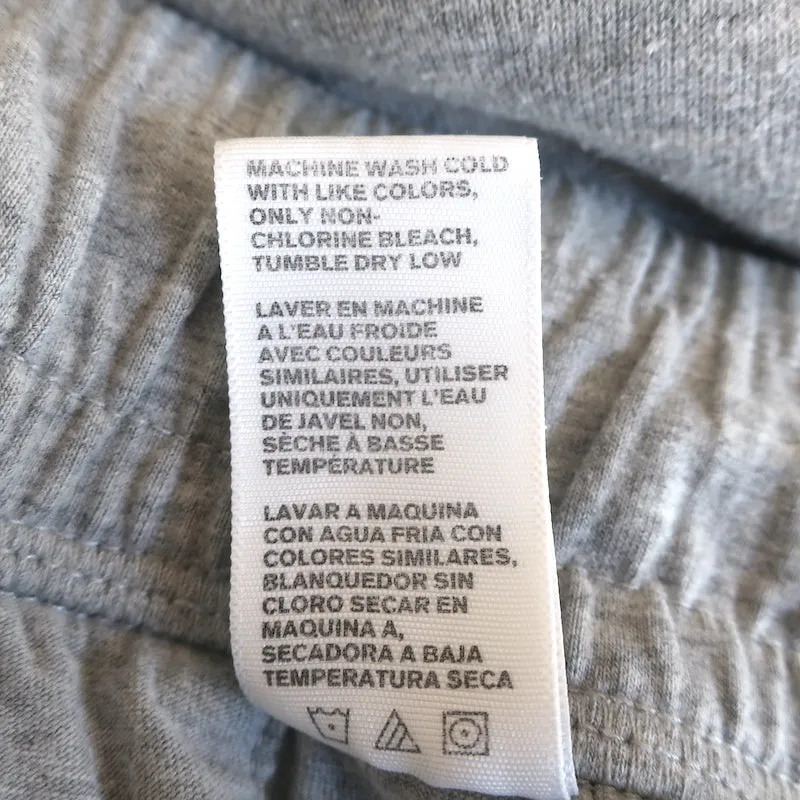 MACHINE WASH COLD
WITH LIKE COLORS,
ONLY NON-
CHLORINE BLEACH,
TUMBLE DRY LOW
LAVER EN MACHINE
A L'EAU FROIDE
AVEC COULEURS
SIMILAIRES, UTILISER
UNIQUEMENT L'EAU
DE JAVEL NON,
SÈCHE À BASSE
TEMPÉRATURE
LAVAR A MAQUINA
CON AGUA FRIA CON
COLORES SIMILARES,
BLANQUEDOR SIN
CLORO SECAR EN
MAQUINA A,
SECADORA A BAJA
TEMPERATURA SECA